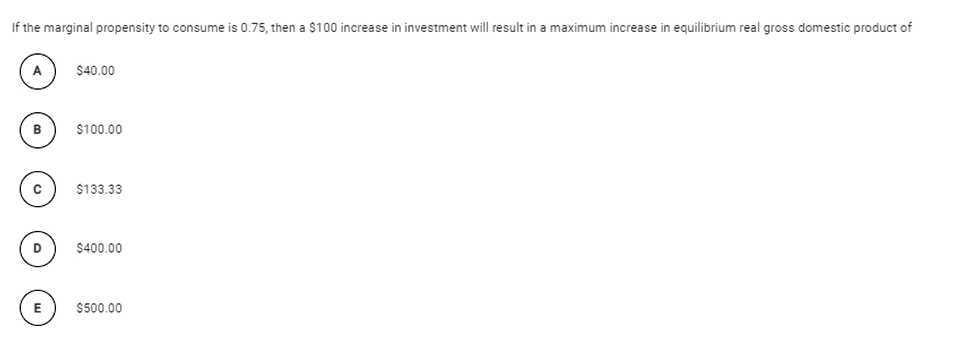 If the marginal propensity to consume is 0.75, then a $100 increase in investment will result in a maximum increase in equilibrium real gross domestic product of
A $40.00
B $100.00
C $133.33
D $400.00
E $500.00